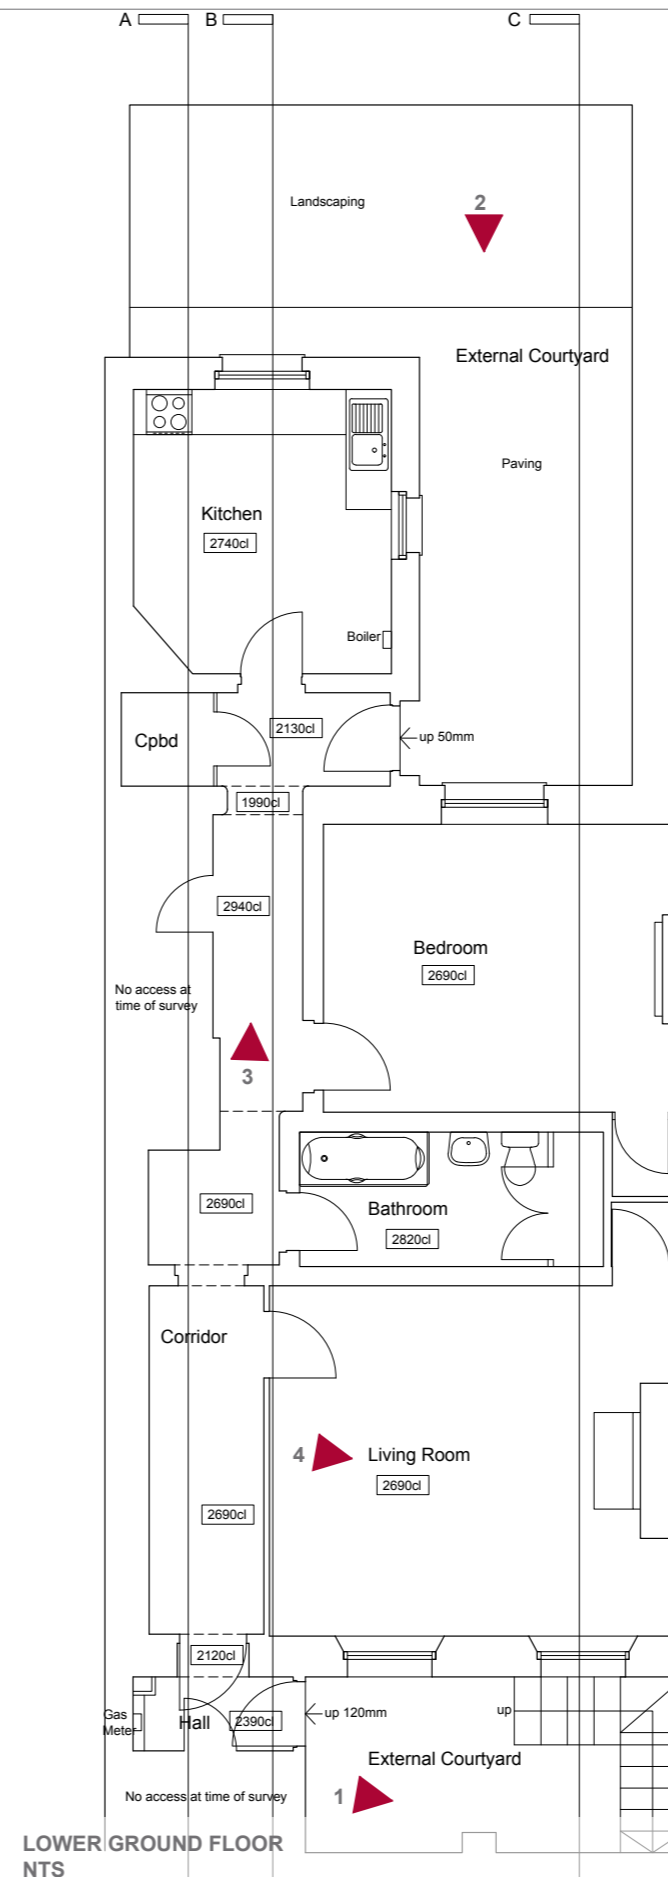 A
B
C
Landscaping
2
External Courtyard
Paving
Kitchen
2740cl
Boiler
Cpbd
2130cl
up 50mm
1990cl
2940cl
Bedroom
2690cl
No access at
time of survey
3
2690cl
Bathroom
2820cl
Corridor
4
Living Room
2690cl
2690cl
2120cl
Gas
Meter
Hall
2390cl
up 120mm
up
External Courtyard
No access at time of survey
1
LOWER GROUND FLOOR
NTS